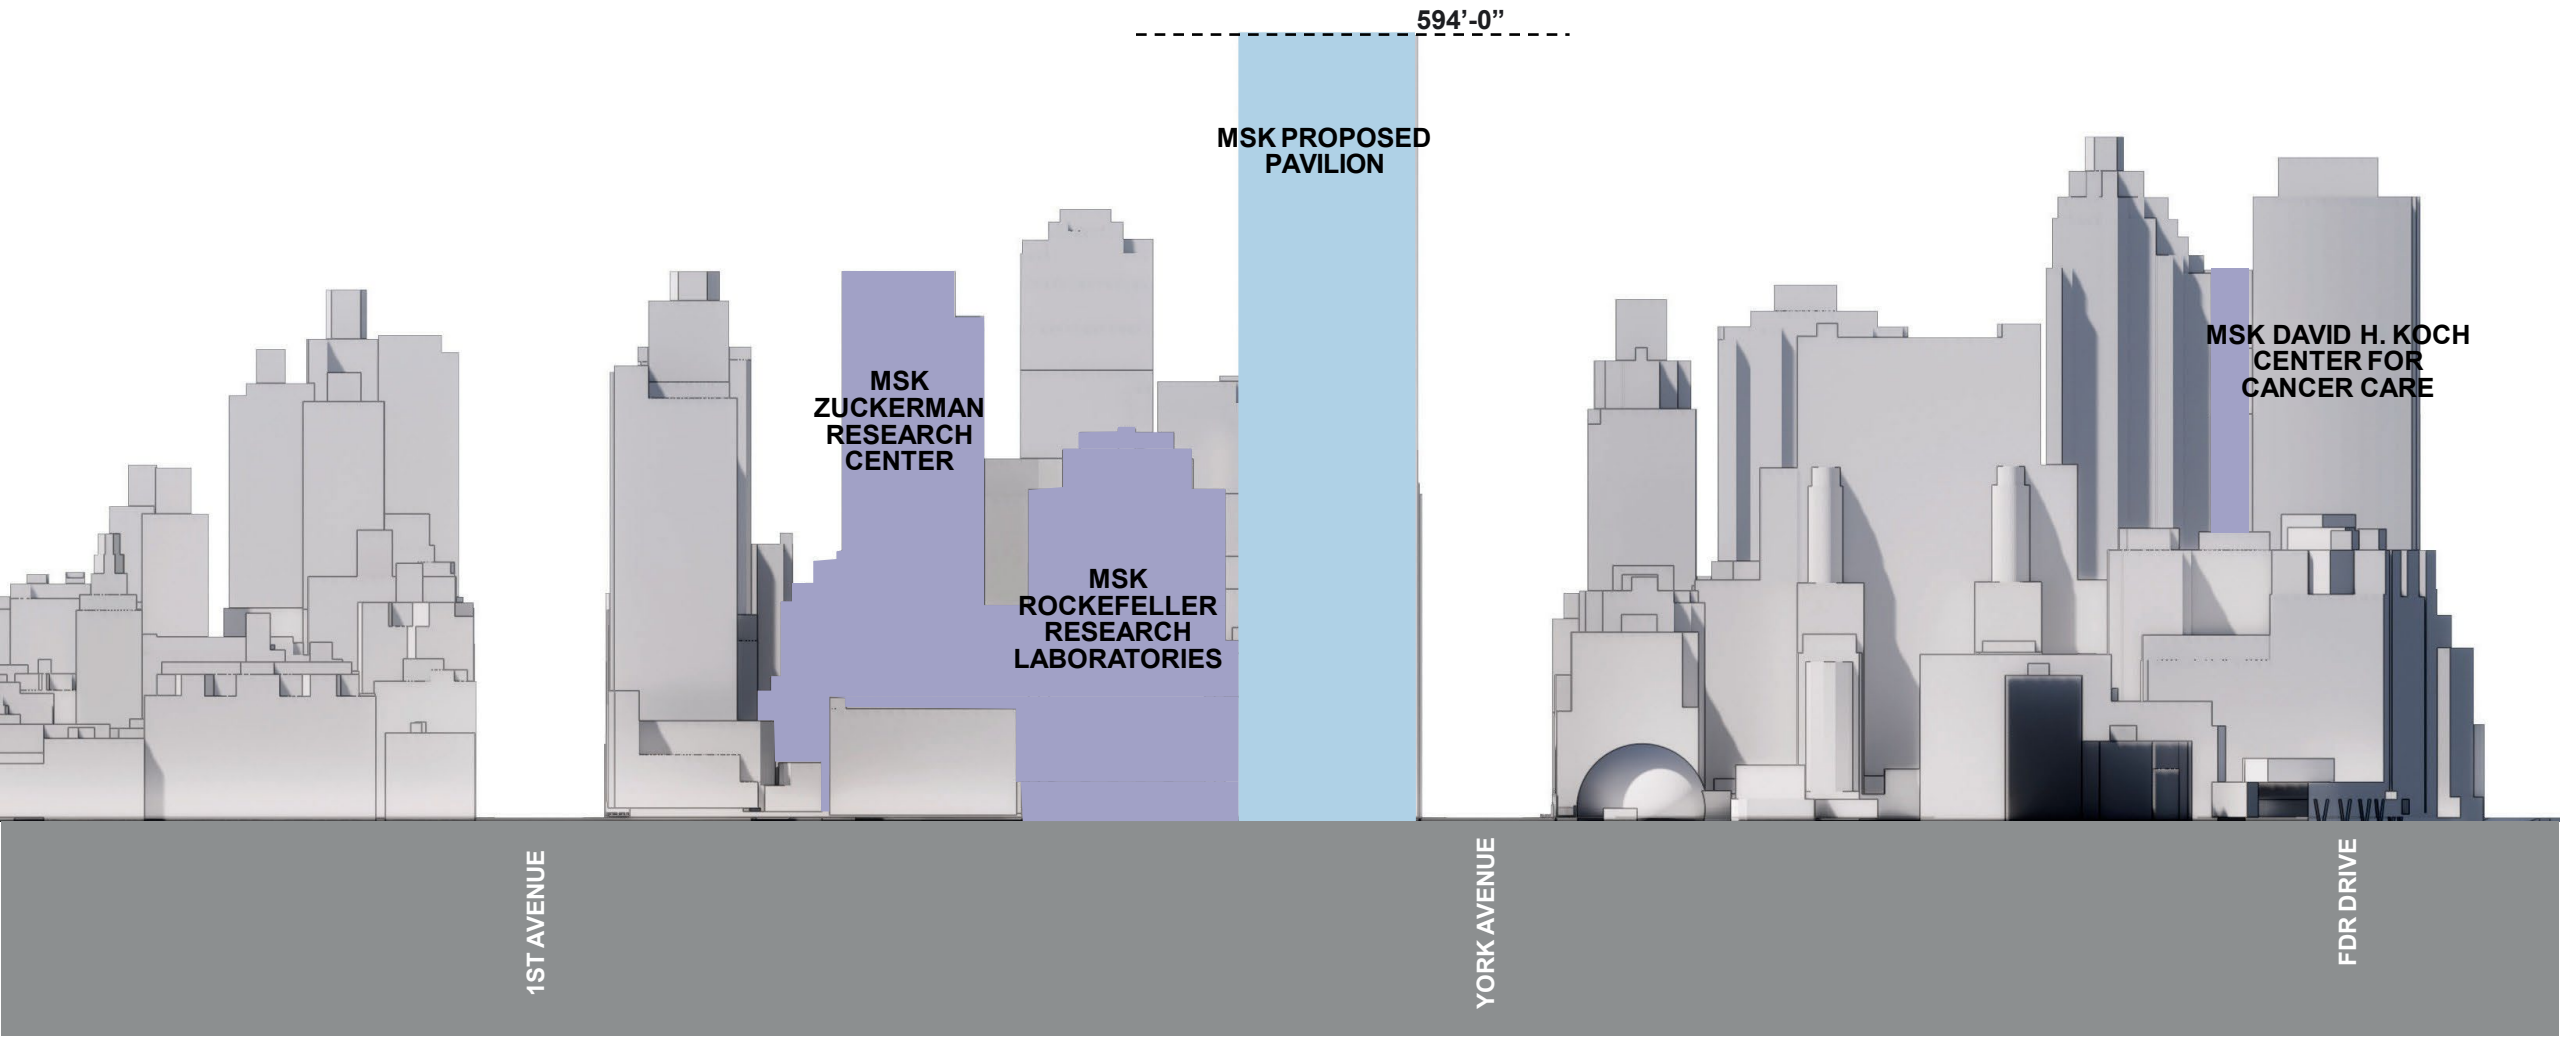 594’-0”
MSK PROPOSED
PAVILION
MSK DAVID H. KOCH
CENTER FOR
CANCER CARE
MSK
ZUCKERMAN
RESEARCH
CENTER
MSK
ROCKEFELLER
RESEARCH
LABORATORIES
1ST AVENUE
YORK AVENUE
FDR DRIVE